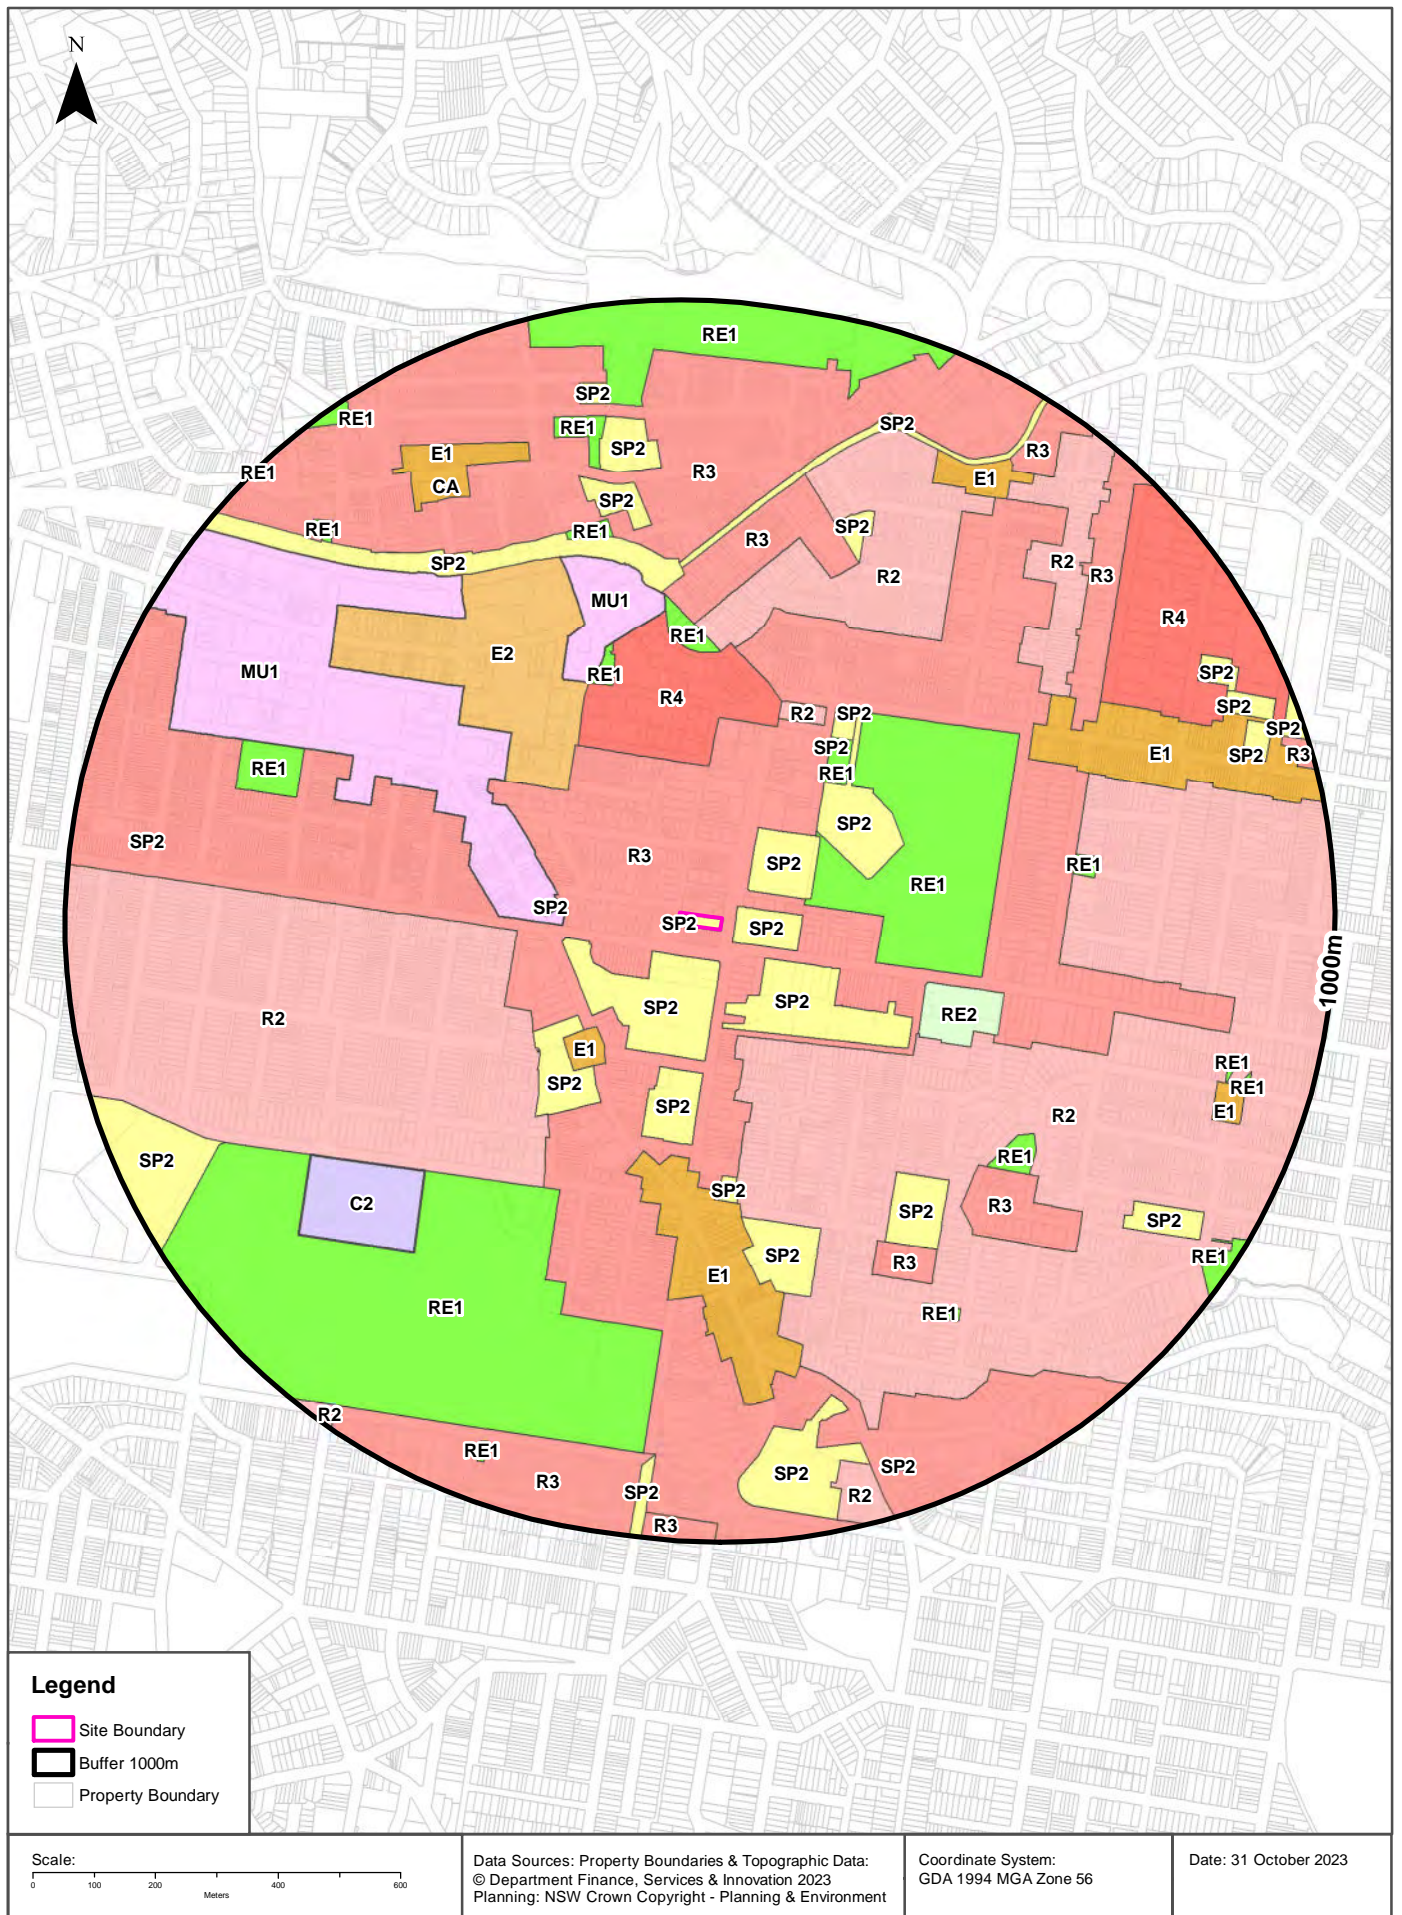 N
RE1
SP2
RE1
RE1
SP2
SP2
E1
R3
RE1
R3
CA
E1
SP2
SP2
RE1
RE1
R3
SP2
R2
R3
R2
MU1
R4
RE1
E2
SP2
MU1
RE1
R4
SP2
R2
SP2
SP2
SP2
E1
SP2
R3
RE1
RE1
SP2
SP2
R3
SP2
RE1
RE1
SP2
SP2
SP2
1000m
SP2
SP2
RE2
R2
E1
RE1
SP2
RE1
SP2
E1
R2
RE1
SP2
SP2
C2
R3
SP2
SP2
SP2
RE1
R3
E1
RE1
RE1
R2
RE1
SP2
SP2
R3
SP2
R2
R3
Legend
Site Boundary
Buffer 1000m
Property Boundary
Scale:
0 100 200 400 600
Meters
Data Sources: Property Boundaries & Topographic Data:
© Department Finance, Services & Innovation 2023
Planning: NSW Crown Copyright - Planning & Environment
Coordinate System:
GDA 1994 MGA Zone 56
Date: 31 October 2023